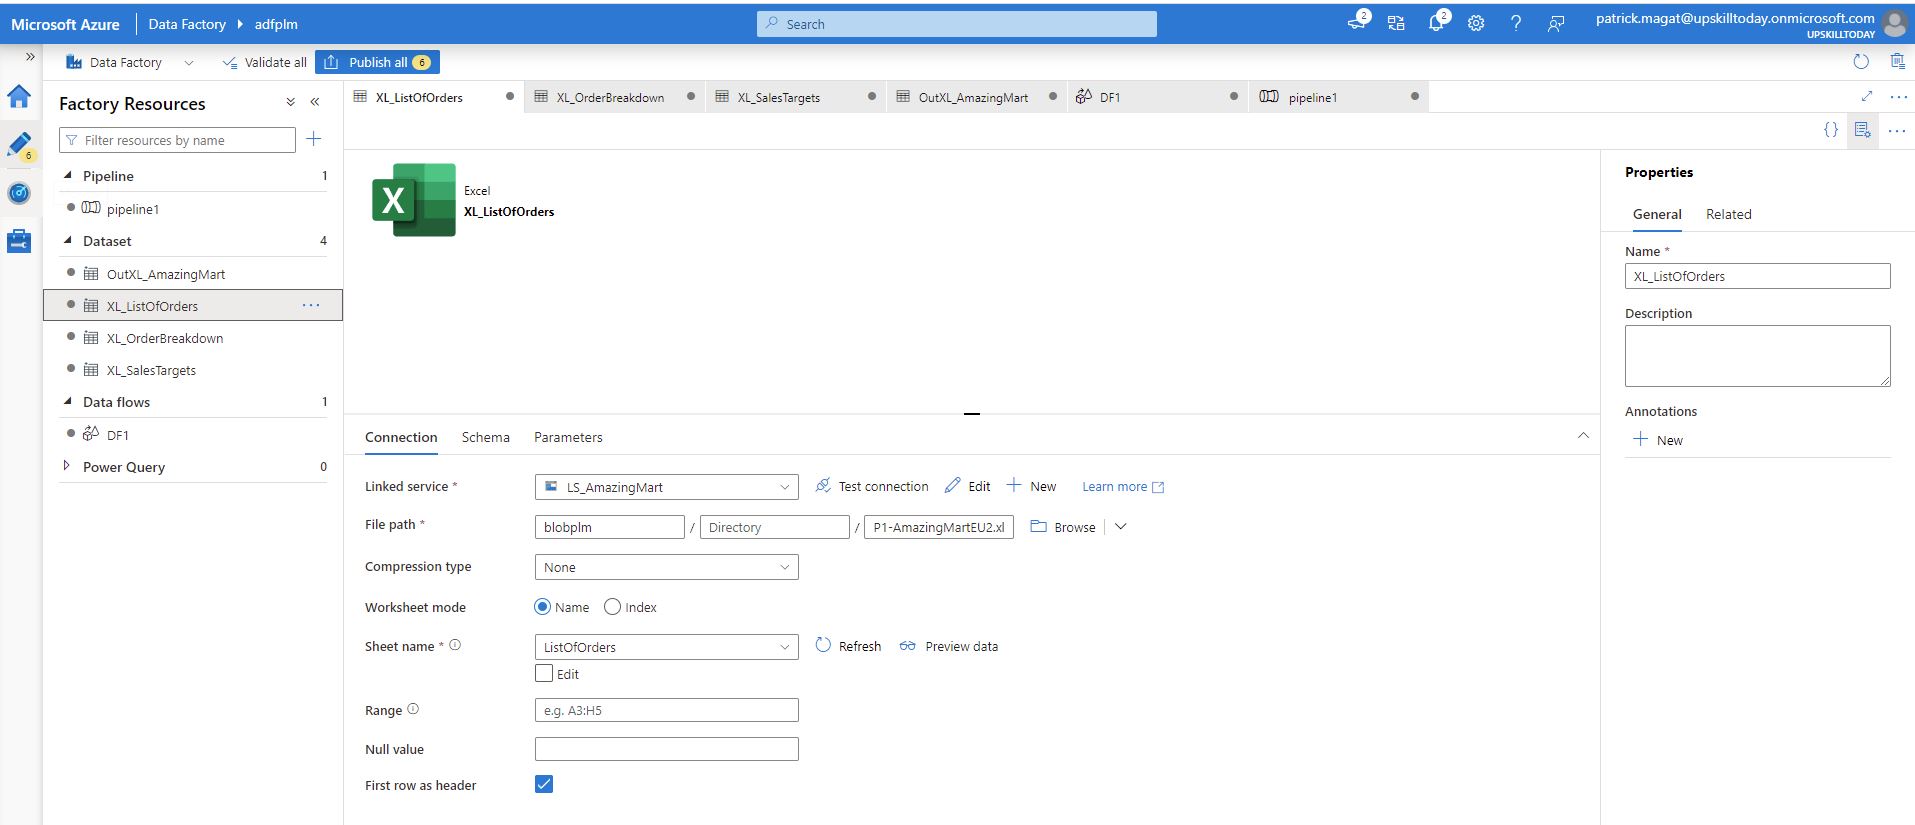 Microsoft Azure Data Factory adfplm Search 2 2 patrick.magat@upskilltoday.onmicrosoft.com
UPSKILLTODAY
Data Factory Validate all Publish all 6
Factory Resources
Filter resources by name
6
Pipeline 1
pipeline1
Dataset 4
OutXL_AmazingMart
XL_ListOfOrders
XL_OrderBreakdown
XL_SalesTargets
Data flows 1
DF1
Power Query 0
XL_ListOfOrders XL_OrderBreakdown XL_SalesTargets OutXL_AmazingMart DF1 pipeline1
X
Excel
XL_ListOfOrders
Connection Schema Parameters
Linked service * LS_AmazingMart Test connection Edit New Learn more
File path * blobplm / Directory / P1-AmazingMartEU2.xl Browse
Compression type None
Worksheet mode Name Index
Sheet name * ListOfOrders Refresh Preview data
Edit
Range e.g. A3:H5
Null value
First row as header
Properties
General Related
Name *
XL_ListOfOrders
Description
Annotations
New